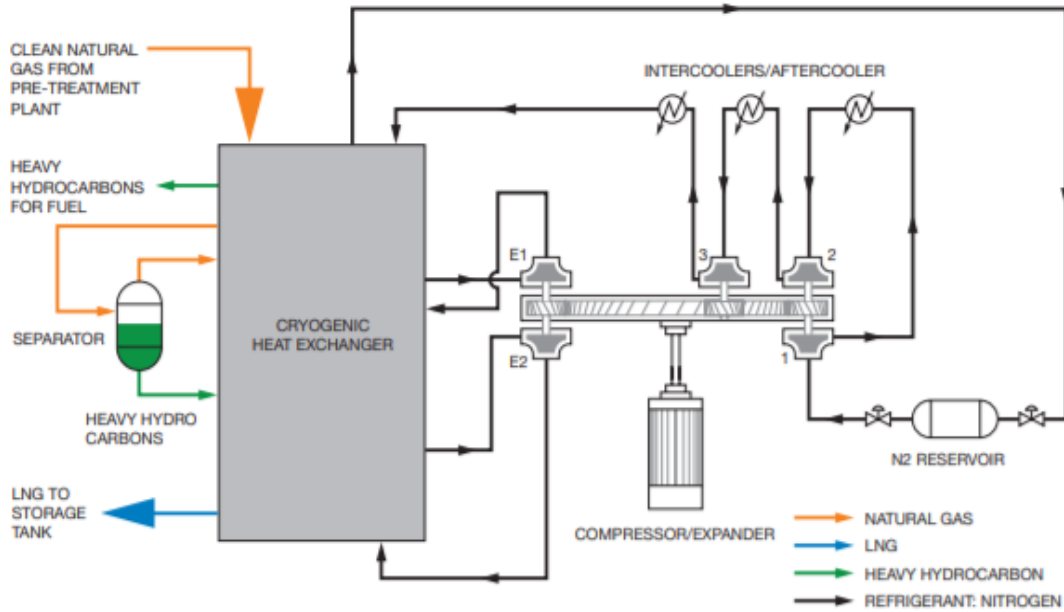 CLEAN NATURAL
GAS FROM
PRE-TREATMENT
PLANT
INTERCOOLERS/AFTERCOOLER
HEAVY
HYDROCARBONS
FOR FUEL
E1
3
2
SEPARATOR
CRYOGENIC
HEAT EXCHANGER
E2
1
HEAVY HYDRO
CARBONS
N2 RESERVOIR
LNG TO
STORAGE
TANK
COMPRESSOR/EXPANDER
NATURAL GAS
LNG
HEAVY HYDROCARBON
REFRIGERANT: NITROGEN